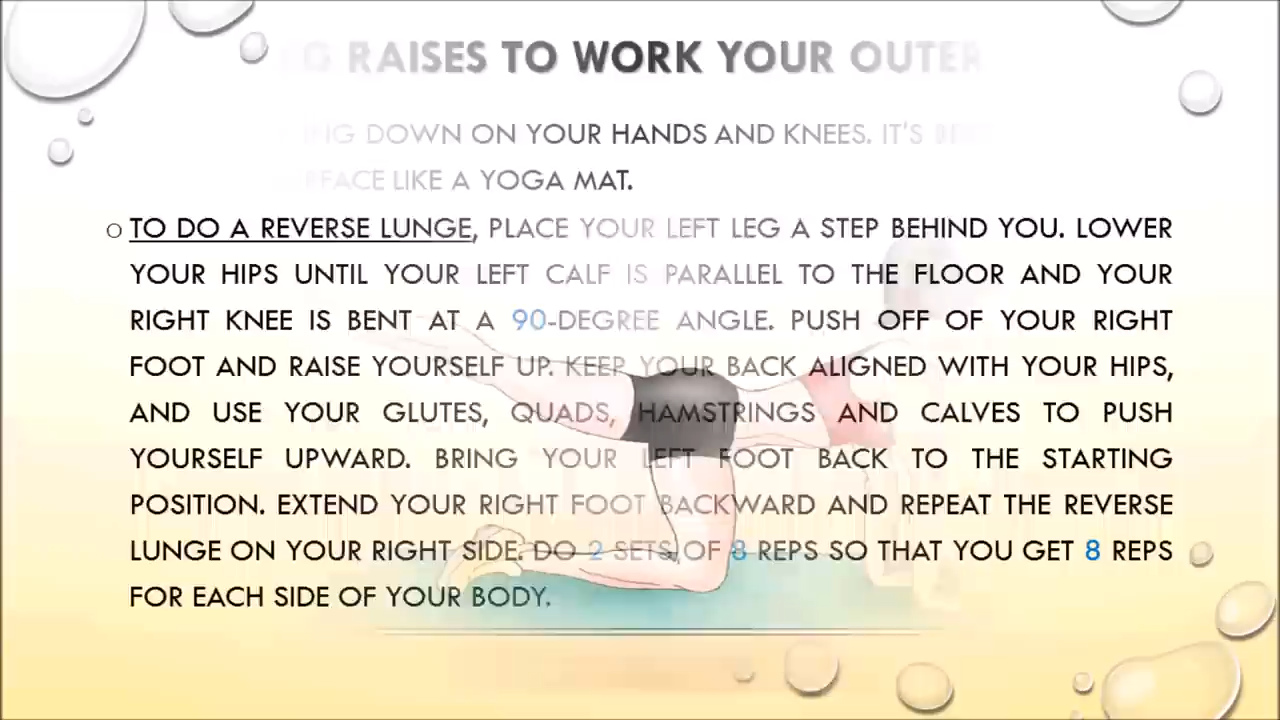 RAISES TO WORK YOUR OUTER
DOWN ON YOUR HANDS AND KNEES. IT'S
LIKE A YOGA MAT.
o TO DO A REVERSE LUNGE, PLACE YOUR LEFT LEG A STEP BEHIND YOU. LOWER
YOUR HIPS UNTIL YOUR LEFT CALF IS PARALLEL TO THE FLOOR AND YOUR
RIGHT KNEE IS BENT AT A 90-DEGREE ANGLE. PUSH OFF OF YOUR RIGHT
FOOT AND RAISE YOURSELF UP. KEEP YOUR BACK ALIGNED WITH YOUR HIPS,
AND USE YOUR GLUTES, QUADS, HAMSTRINGS AND CALVES TO PUSH
YOURSELF UPWARD. BRING YOUR LEFT FOOT BACK TO THE STARTING
POSITION. EXTEND YOUR RIGHT FOOT BACKWARD AND REPEAT THE REVERSE
LUNGE ON YOUR RIGHT SIDE. DO 2 SETS OF 8 REPS SO THAT YOU GET 8 REPS
FOR EACH SIDE OF YOUR BODY.